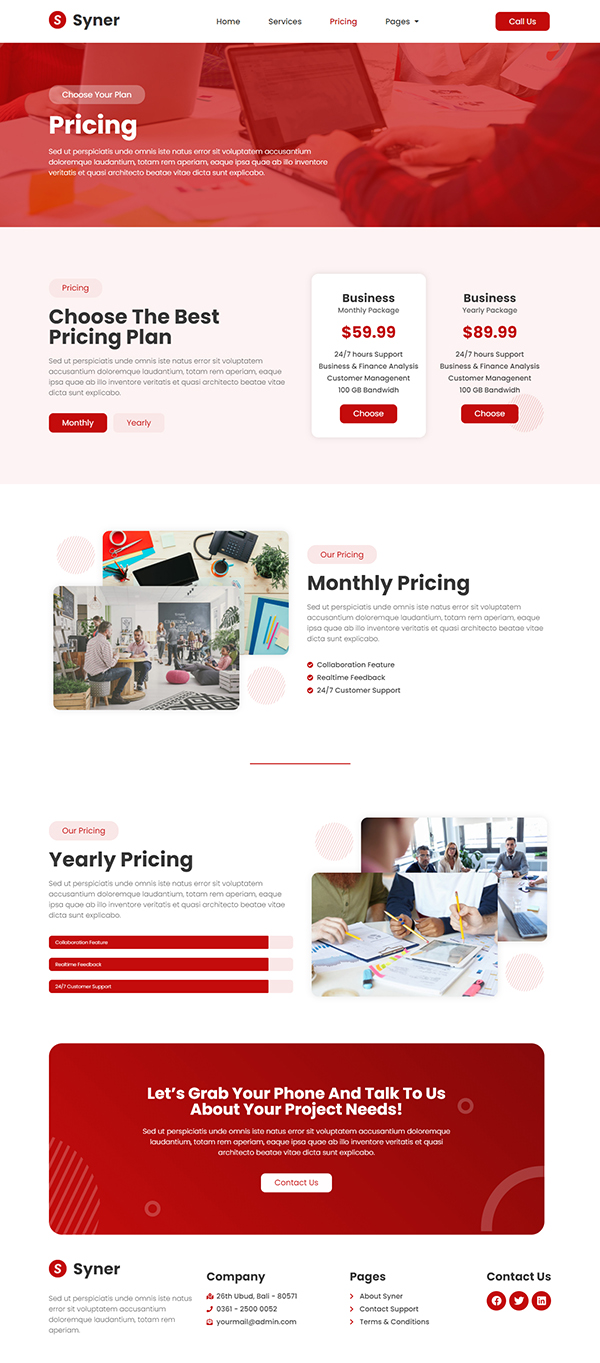 S Syner
Home Services Pricing Pages Call Us
Choose Your Plan
Pricing
Sed ut perspiciatis unde omnis iste natus error sit voluptatem accusantium
doloremque laudantium, totam rem aperiam, eaque ipsa quae ab illo inventore
veritatis et quasi architecto beatae vitae dicta sunt explicabo.
Pricing
Choose The Best
Pricing Plan
Sed ut perspiciatis unde omnis iste natus error sit voluptatem
accusantium doloremque laudantium, totam rem aperiam, eaque
ipsa quae ab illo inventore veritatis et quasi architecto beatae
vitae dicta sunt explicabo.
Monthly Yearly
Business
Monthly Package
$59.99
24/7 hours Support
Business & Finance Analysis
Customer Managenent
100 GB Bandwidh
Choose
Business
Yearly Package
$89.99
24/7 hours Support
Business & Finance Analysis
Customer Managenent
100 GB Bandwidh
Choose
Our Pricing
Monthly Pricing
Sed ut perspiciatis unde omnis iste natus error sit voluptatem
accusantium doloremque laudantium, totam rem aperiam, eaque
ipsa quae ab illo inventore veritatis et quasi architecto beatae vitae
dicta sunt explicabo.
Collaboration Feature
Realtime Feedback
24/7 Customer Support
Our Pricing
Yearly Pricing
Sed ut perspiciatis unde omnis iste natus error sit voluptatem
accusantium doloremque laudantium, totam rem aperiam, eaque
ipsa quae ab illo inventore veritatis et quasi architecto beatae vitae
dicta sunt explicabo.
Collaboration Feature
Realtime Feedback
24/7 Customer Support
Let's Grab Your Phone And Talk To Us
About Your Project Needs!
Sed ut perspiciatis unde omnis iste natus error sit voluptatem accusantium doloremque
laudantium, totam rem aperiam, eaque ipsa quae ab illo inventore veritatis et quasi
architecto beatae vitae dicta sunt explicabo.
Contact Us
S Syner
Sed ut perspiciatis unde omnis iste natus
error sit voluptatem accusantium
doloremque laudantium, totam rem
aperiam.
Company
26th Ubud, Bali - 80571
0361 - 2500 0052
yourmail@admin.com
Pages
About Syner
Contact Support
Terms & Conditions
Contact Us